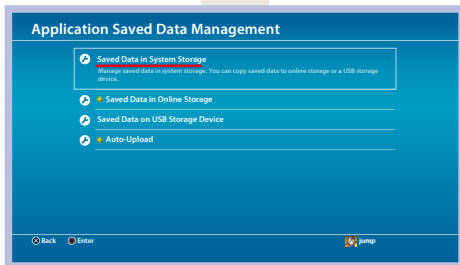 Application Saved Data Management
Saved Data in System Storage
Manage saved data in system storage. You can copy saved data to online storage or a USB storage
device.
Saved Data in Online Storage
Saved Data on USB Storage Device
Auto-Upload
Back Enter jump